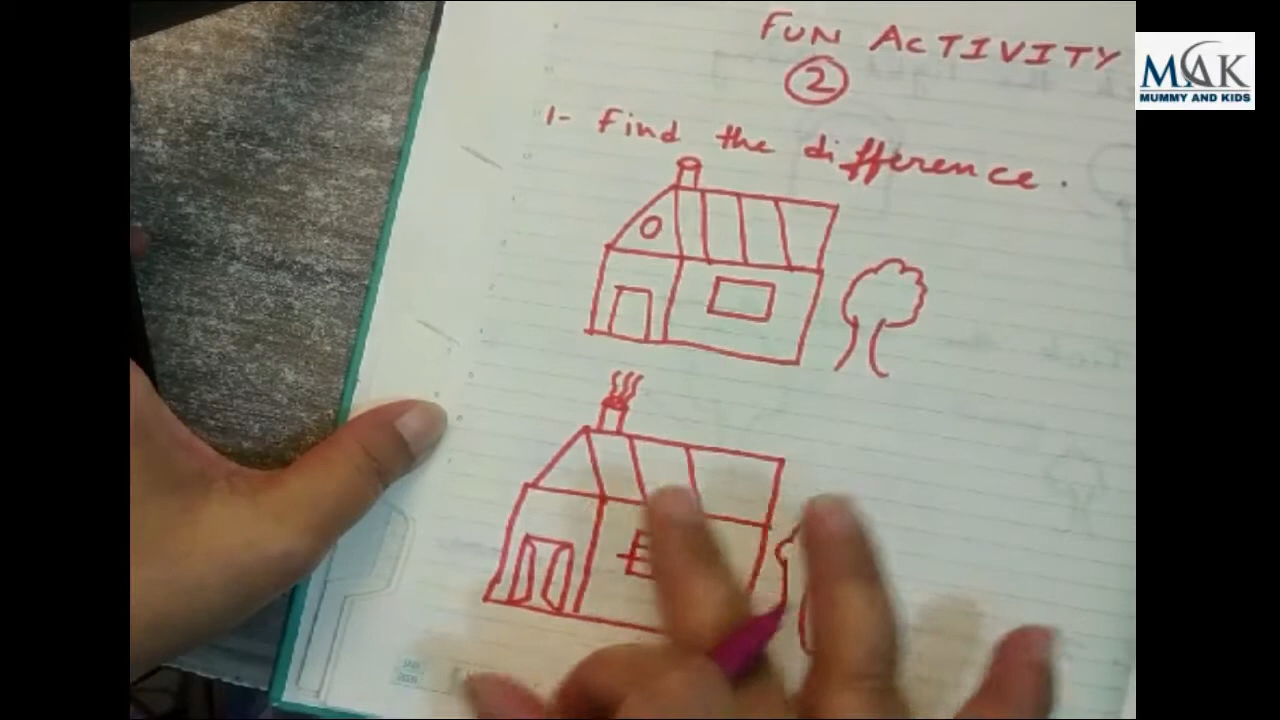 FUN ACTIVITY
2
1- Find the difference.
MAK
MUMMY AND KIDS